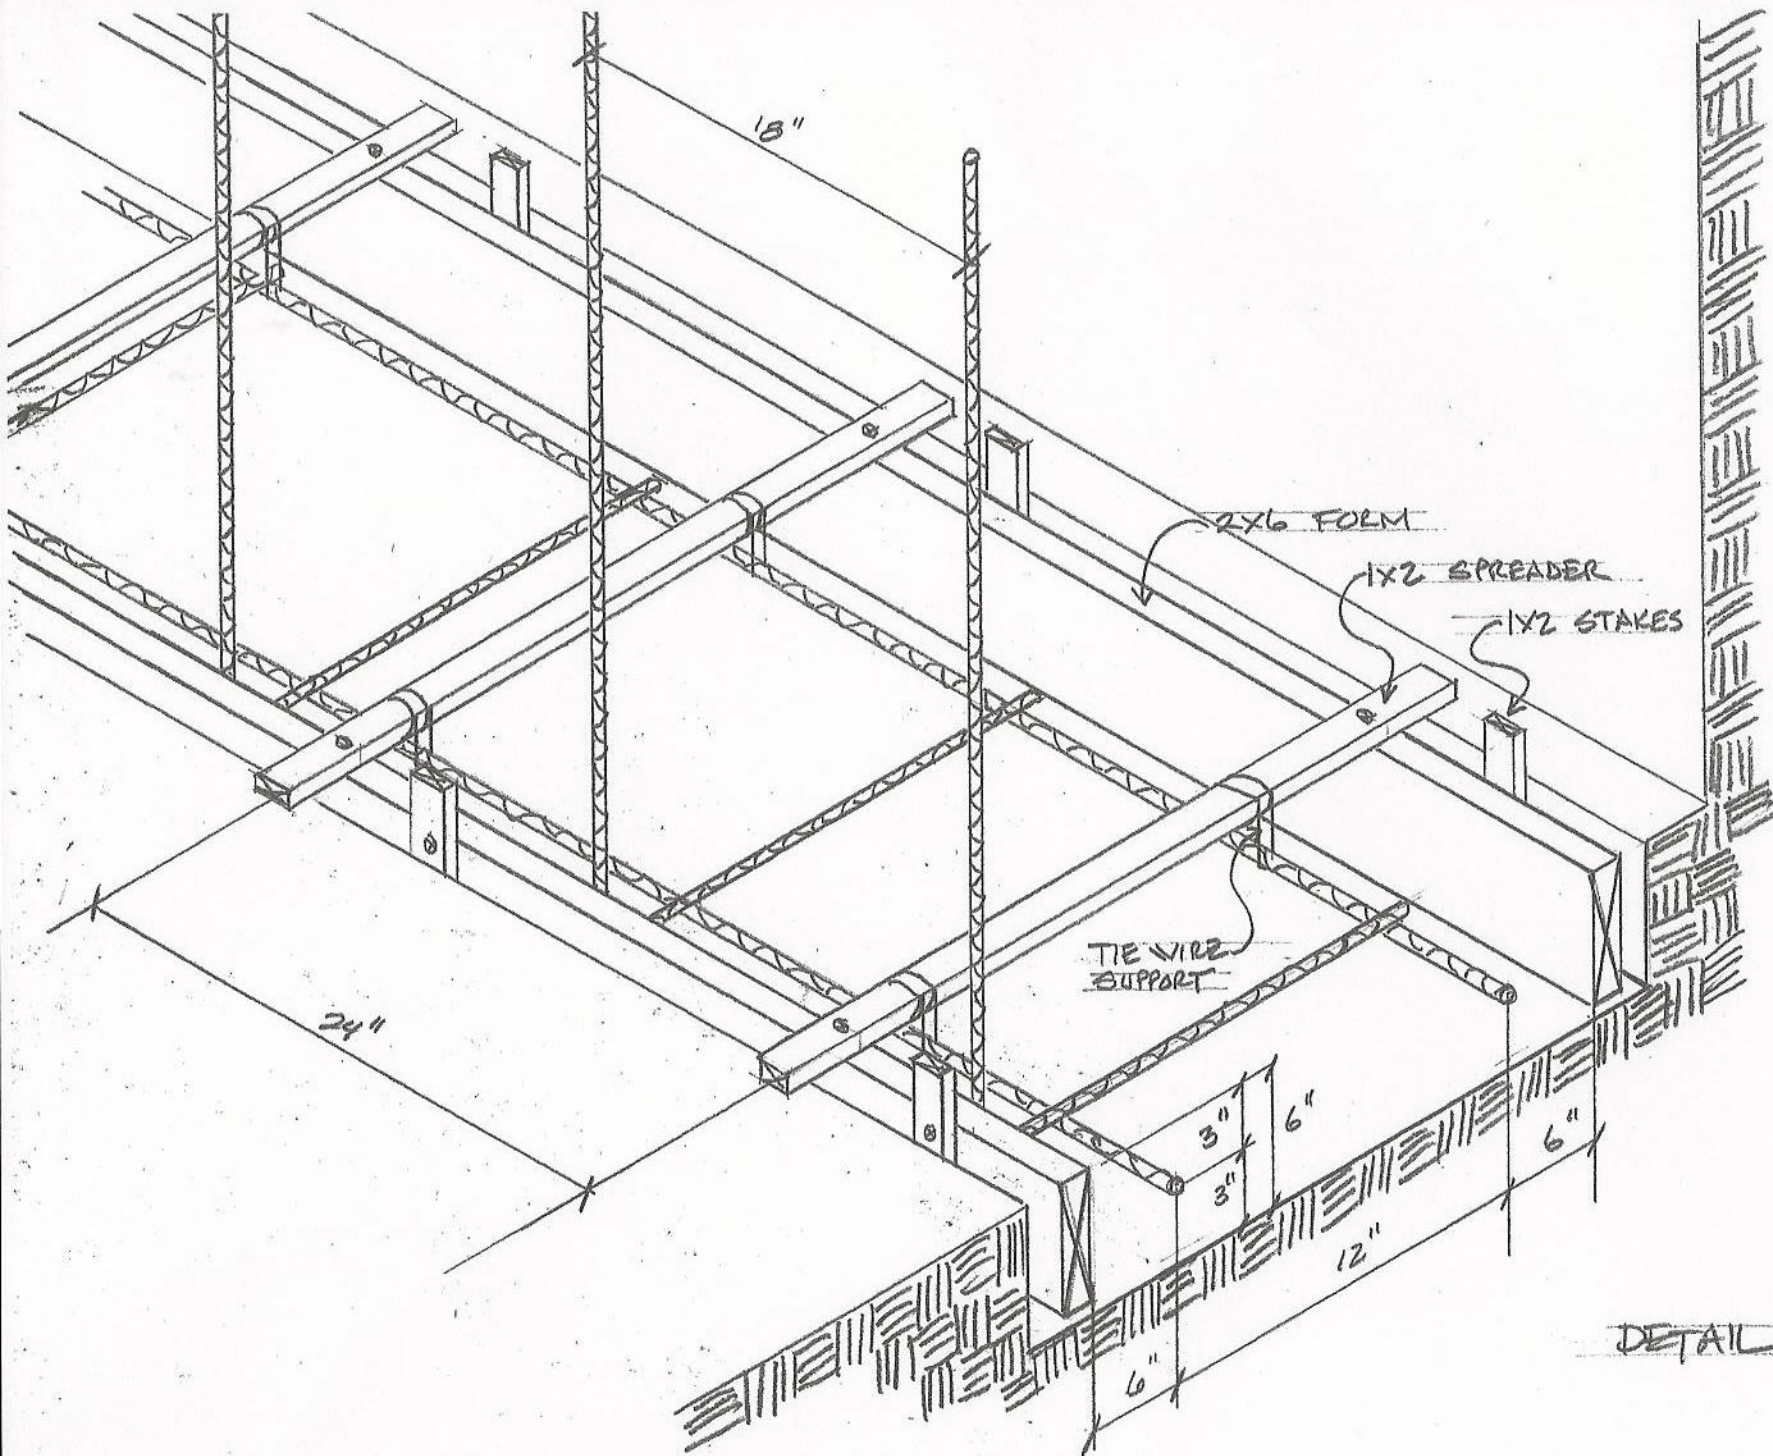 18"
2X6 FORM
1X2 SPREADER
1X2 STAKES
TIE WIRE
SUPPORT
24"
3"
6"
3"
6"
12"
6"
DETAIL